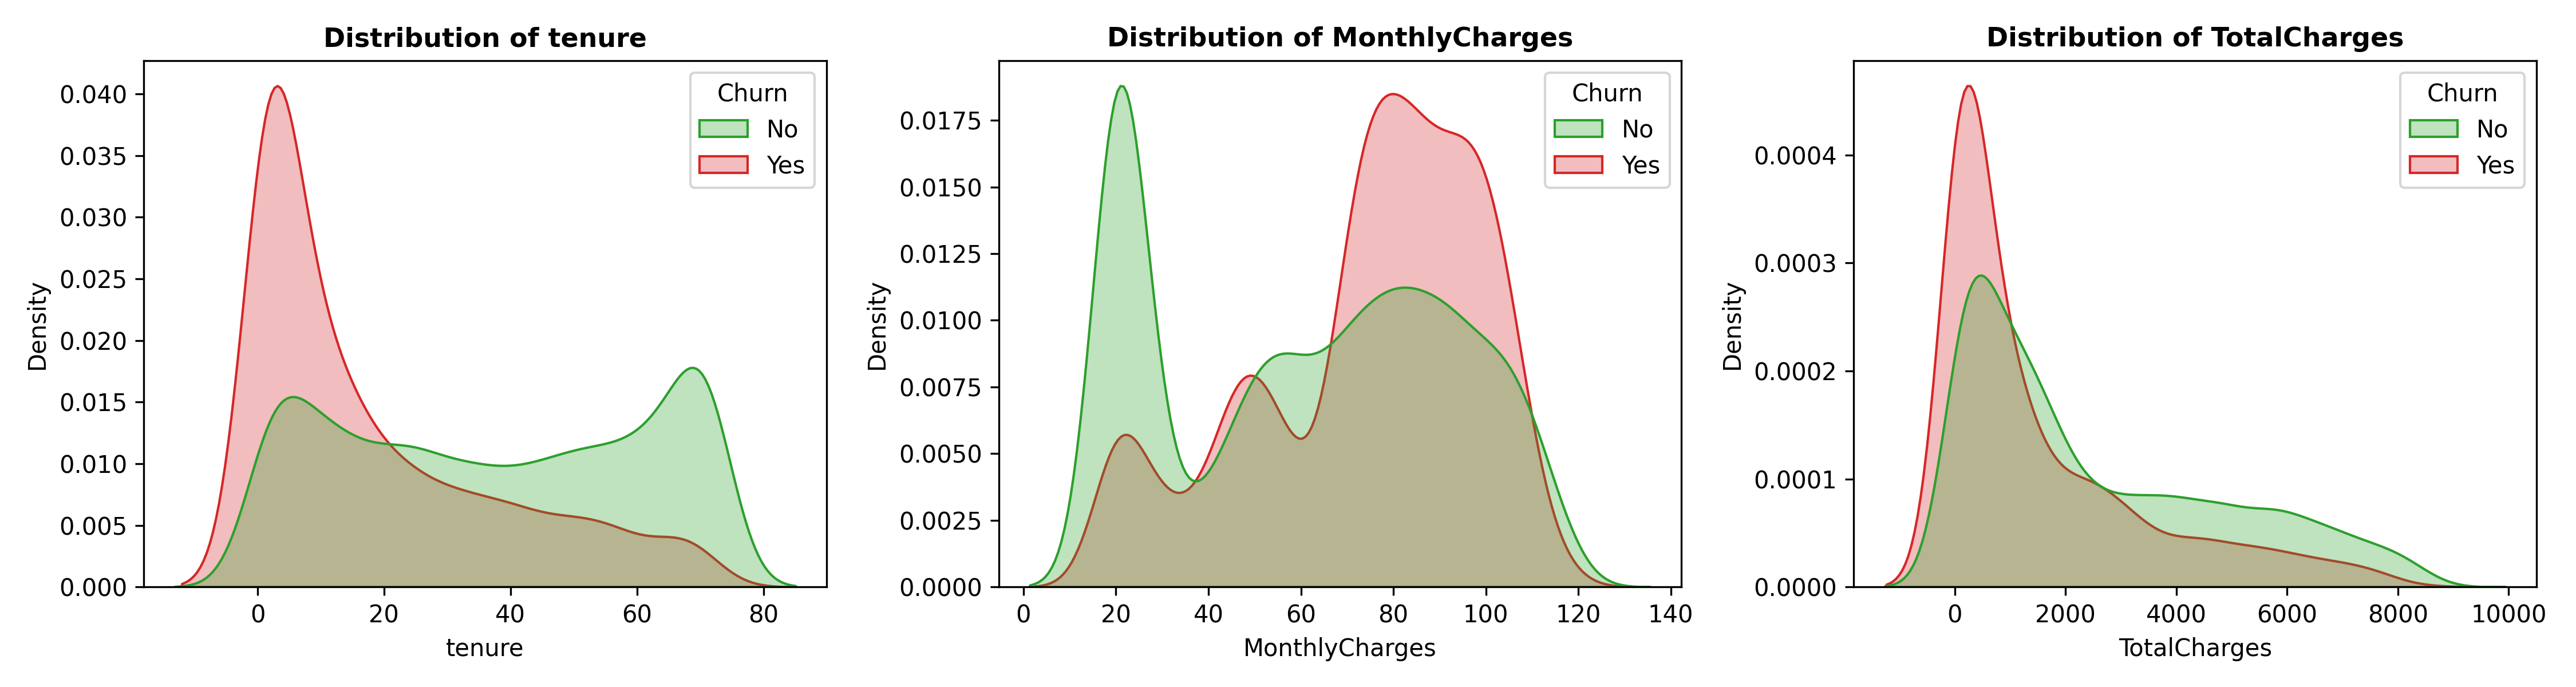 Distribution of tenure
Density
0.040
0.035
0.030
0.025
0.020
0.015
0.010
0.005
0.000
0 20 40 60 80
tenure
Churn
No
Yes
Distribution of MonthlyCharges
Density
0.0175
0.0150
0.0125
0.0100
0.0075
0.0050
0.0025
0.0000
0 20 40 60 80 100 120 140
MonthlyCharges
Churn
No
Yes
Distribution of TotalCharges
Density
0.0004
0.0003
0.0002
0.0001
0.0000
0 2000 4000 6000 8000 10000
TotalCharges
Churn
No
Yes